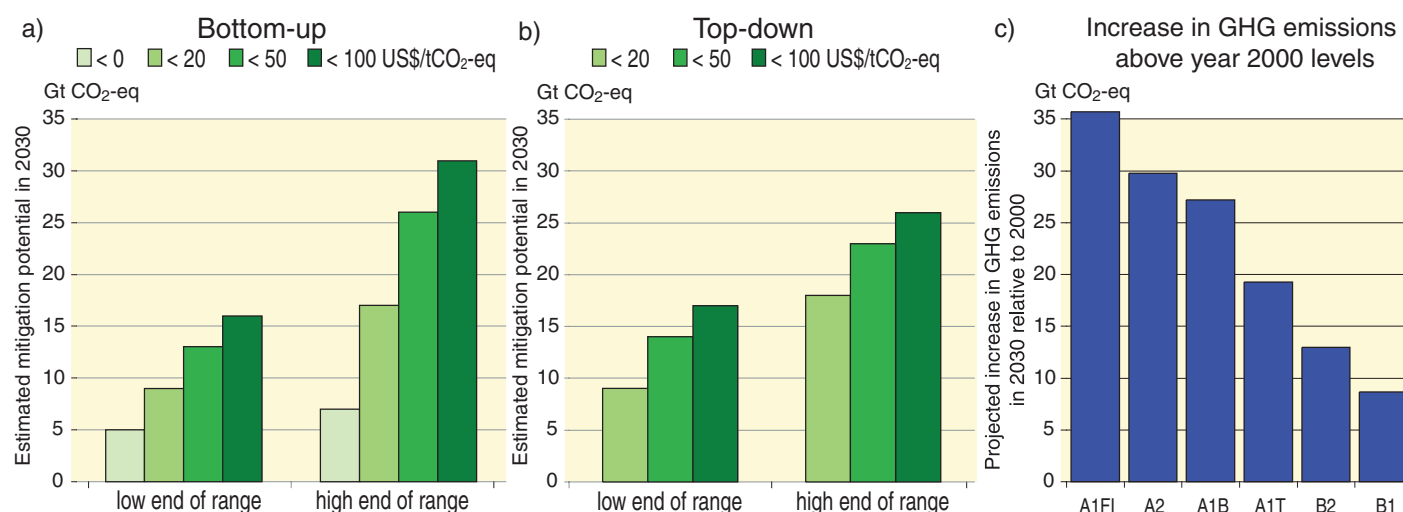 a) Bottom-up
< 0 < 20 < 50 < 100 US$/tCO₂-eq
Gt CO₂-eq
Estimated mitigation potential in 2030
35
30
25
20
15
10
5
0
low end of range high end of range
b) Top-down
< 20 < 50 < 100 US$/tCO₂-eq
Gt CO₂-eq
Estimated mitigation potential in 2030
35
30
25
20
15
10
5
0
low end of range high end of range
c) Increase in GHG emissions
above year 2000 levels
Gt CO₂-eq
Projected increase in GHG emissions
in 2030 relative to 2000
35
30
25
20
15
10
5
0
A1FI A2 A1B A1T B2 B1